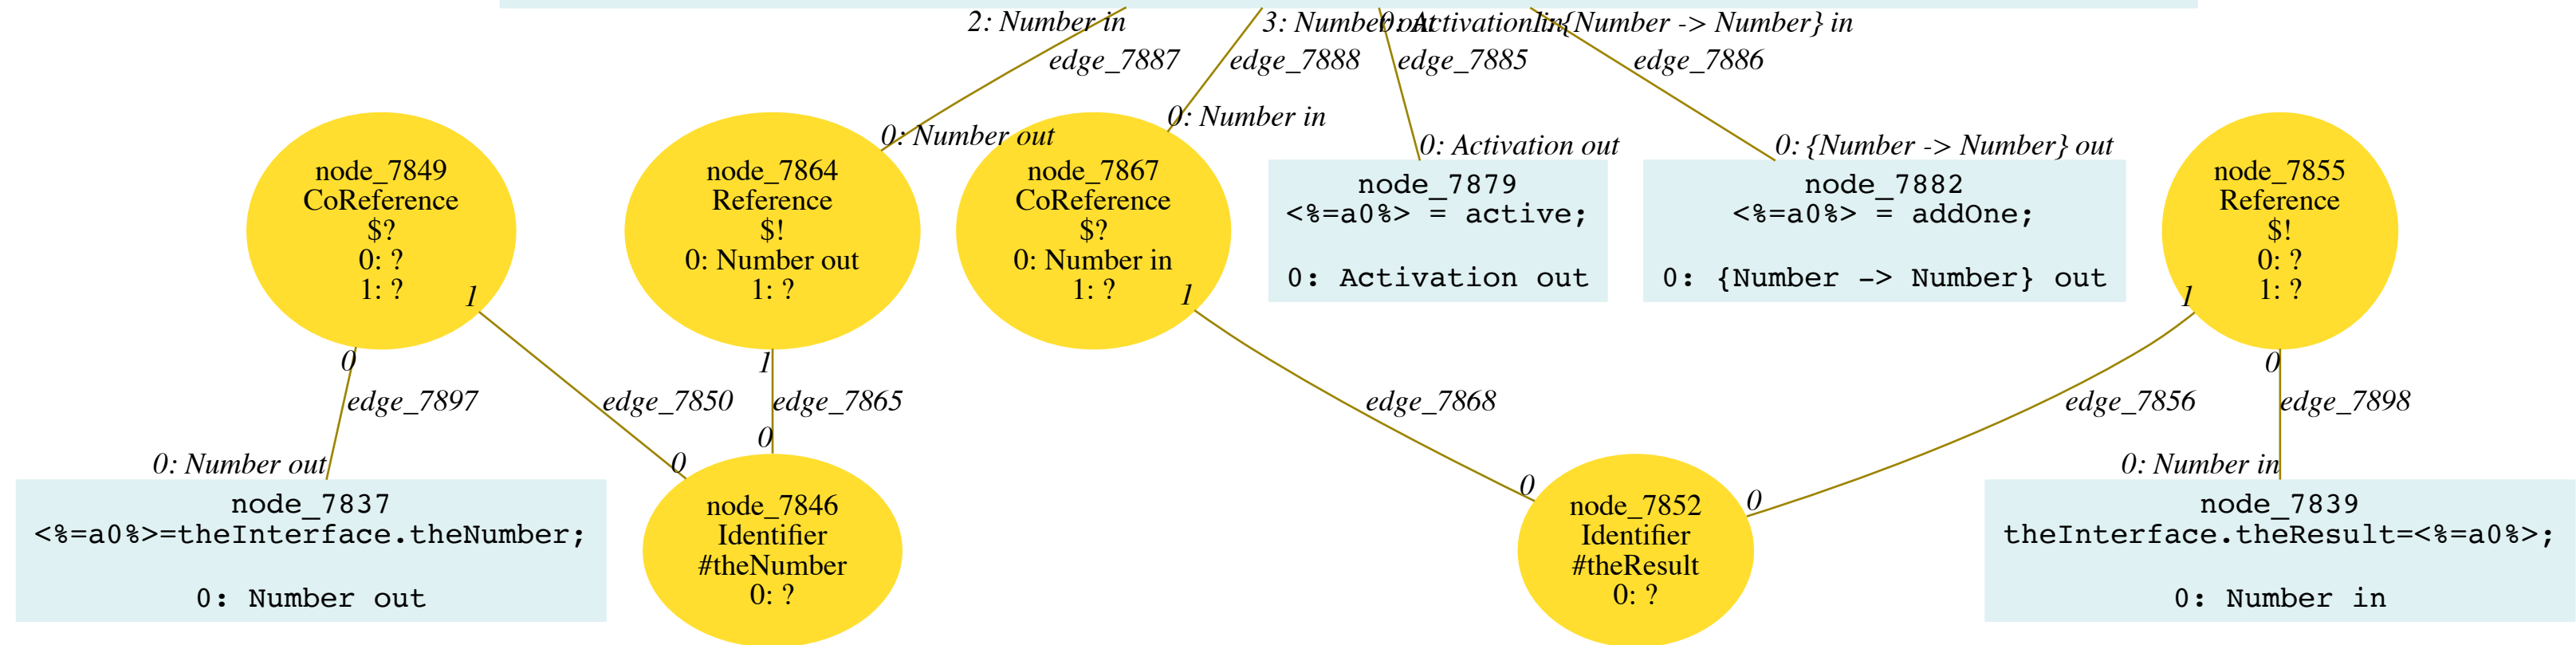 2: Number in
3: Number out
0: Activation in
1: {Number -> Number} in
edge_7887
edge_7888
edge_7885
edge_7886
0: Number out
0: Number in
0: Activation out
0: {Number -> Number} out
node_7849
CoReference
$?
0: ?
1: ?
1
0
node_7864
Reference
$!
0: Number out
1: ?
1
node_7867
CoReference
$?
0: Number in
1: ?
1
node_7879
<%=a0%> = active;
0: Activation out
node_7882
<%=a0%> = addOne;
0: {Number -> Number} out
node_7855
Reference
$!
0: ?
1: ?
1
0
edge_7897
edge_7850
edge_7865
edge_7868
edge_7856
edge_7898
0: Number out
0
0
0
0
0: Number in
node_7837
<%=a0%>=theInterface.theNumber;
0: Number out
node_7846
Identifier
#theNumber
0: ?
node_7852
Identifier
#theResult
0: ?
node_7839
theInterface.theResult=<%=a0%>;
0: Number in